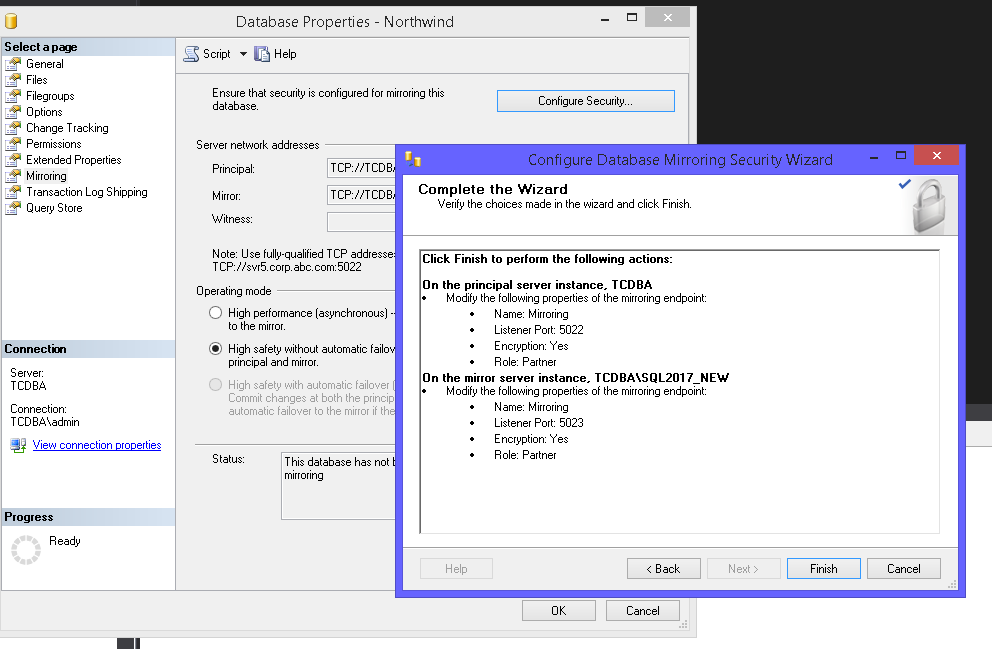 Database Properties - Northwind
Select a page
General
Files
Filegroups
Options
Change Tracking
Permissions
Extended Properties
Mirroring
Transaction Log Shipping
Query Store
Connection
Server:
TCDBA
Connection:
TCDBA\admin
View connection properties
Progress
Ready
Script
Help
Ensure that security is configured for mirroring this
database.
Configure Security...
Server network addresses
Principal:
TCP://TCDBA
Mirror:
TCP://TCDBA
Witness:
Note: Use fully-qualified TCP addresses
TCP://svr5.corp.abc.com:5022
Operating mode
High performance (asynchronous) --
to the mirror.
High safety without automatic failov
principal and mirror.
High safety with automatic failover (
Commit changes at both the princip
automatic failover to the mirror if the
Status:
This database has not b
mirroring
OK
Cancel
Configure Database Mirroring Security Wizard
Complete the Wizard
Verify the choices made in the wizard and click Finish.
Click Finish to perform the following actions:
On the principal server instance, TCDBA
• Modify the following properties of the mirroring endpoint:
• Name: Mirroring
• Listener Port: 5022
• Encryption: Yes
• Role: Partner
On the mirror server instance, TCDBA\SQL2017_NEW
• Modify the following properties of the mirroring endpoint:
• Name: Mirroring
• Listener Port: 5023
• Encryption: Yes
• Role: Partner
Help
< Back
Next >
Finish
Cancel